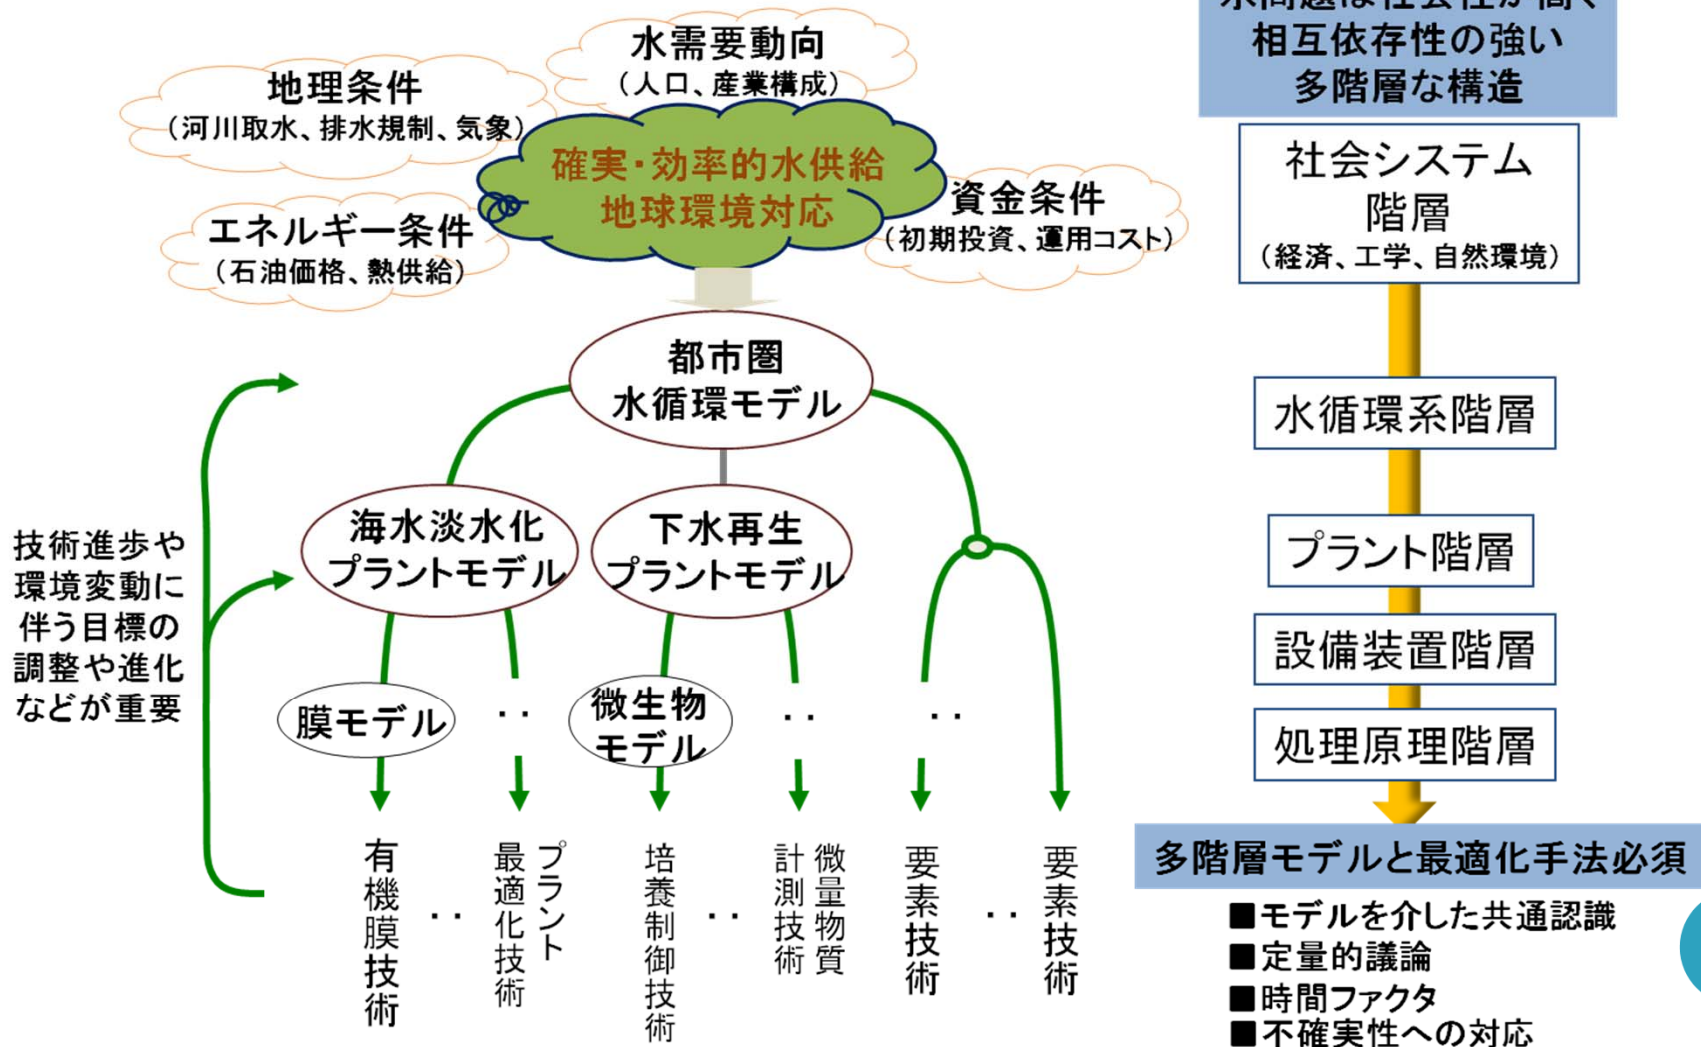 水需要動向
（人口、産業構成）
地理条件
（河川取水、排水規制、気象）
確実・効率的水供給
地球環境対応
エネルギー条件
（石油価格、熱供給）
資金条件
（初期投資、運用コスト）
都市圏
水循環モデル
海水淡水化
プラントモデル
下水再生
プラントモデル
技術進歩や
環境変動に
伴う目標の
調整や進化
などが重要
膜モデル
‥
微生物
モデル
‥
‥
有機膜技術
‥
プラント
最適化技術
培養制御技術
‥
微量物質
計測技術
要素技術
‥
要素技術
水問題は社会性が高く
相互依存性の強い
多階層な構造
社会システム
階層
（経済、工学、自然環境）
水循環系階層
プラント階層
設備装置階層
処理原理階層
多階層モデルと最適化手法必須
■モデルを介した共通認識
■定量的議論
■時間ファクタ
■不確実性への対応